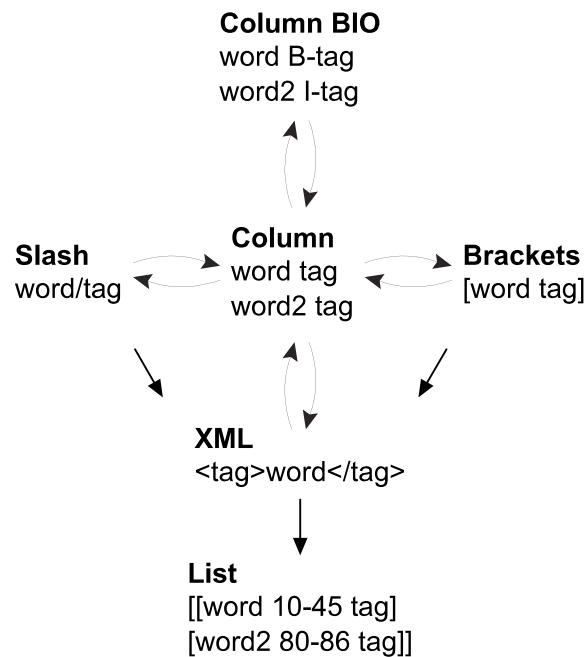 Column BIO
word B-tag
word2 I-tag
Slash
word/tag
Column
word tag
word2 tag
Brackets
[word tag]
XML
<tag>word</tag>
List
[[word 10-45 tag]
[word2 80-86 tag]]